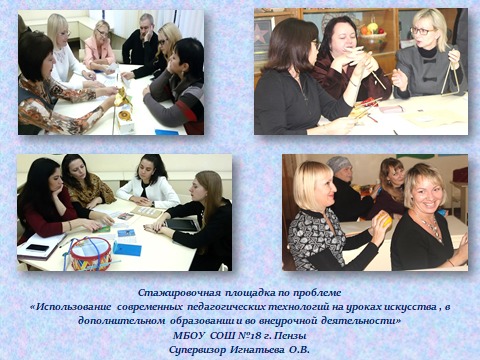 Стажировочная площадка по проблеме
«Использование современных педагогических технологий на уроках искусства , в
дополнительном образовании и во внеурочной деятельности»
МБОУ СОШ №18 г. Пензы
Супервизор Игнатьева О.В.